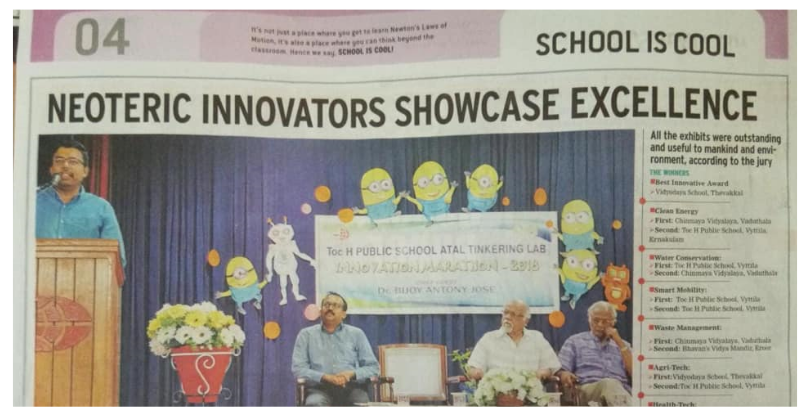 04
It's not just a place where you get to learn Newton's Laws of
Motion, it's also a place where you can think beyond the
classroom. Hence we say, SCHOOL IS COOL!
SCHOOL IS COOL
NEOTERIC INNOVATORS SHOWCASE EXCELLENCE
Toc H PUBLIC SCHOOL ATAL TINKERING LAB
INNOVATION MARATHON - 2018
Dr. BIJOY ANTONY JOSE
All the exhibits were outstanding
and useful to mankind and envi-
ronment, according to the jury
THE WINNERS
Best Innovative Award
> Vidyodaya School, Thevakkal
Clean Energy
> First: Chinmaya Vidyalaya, Vaduthala
> Second: Toc H Public School, Vyttila,
Ernakulam
Water Conservation:
> First: Toc H Public School, Vyttila
> Second: Chinmaya Vidyalaya, Vaduthala
Smart Mobility:
> First: Toc H Public School, Vyttila
> Second: Toc H Public School, Vyttila
Waste Management:
> First: Chinmaya Vidyalaya, Vaduthala
> Second: Bhavan's Vidya Mandir, Eroor
Agri-Tech:
> First: Vidyodaya School, Thevakkal
> Second: Toc H Public School, Vyttila
Health-Tech: